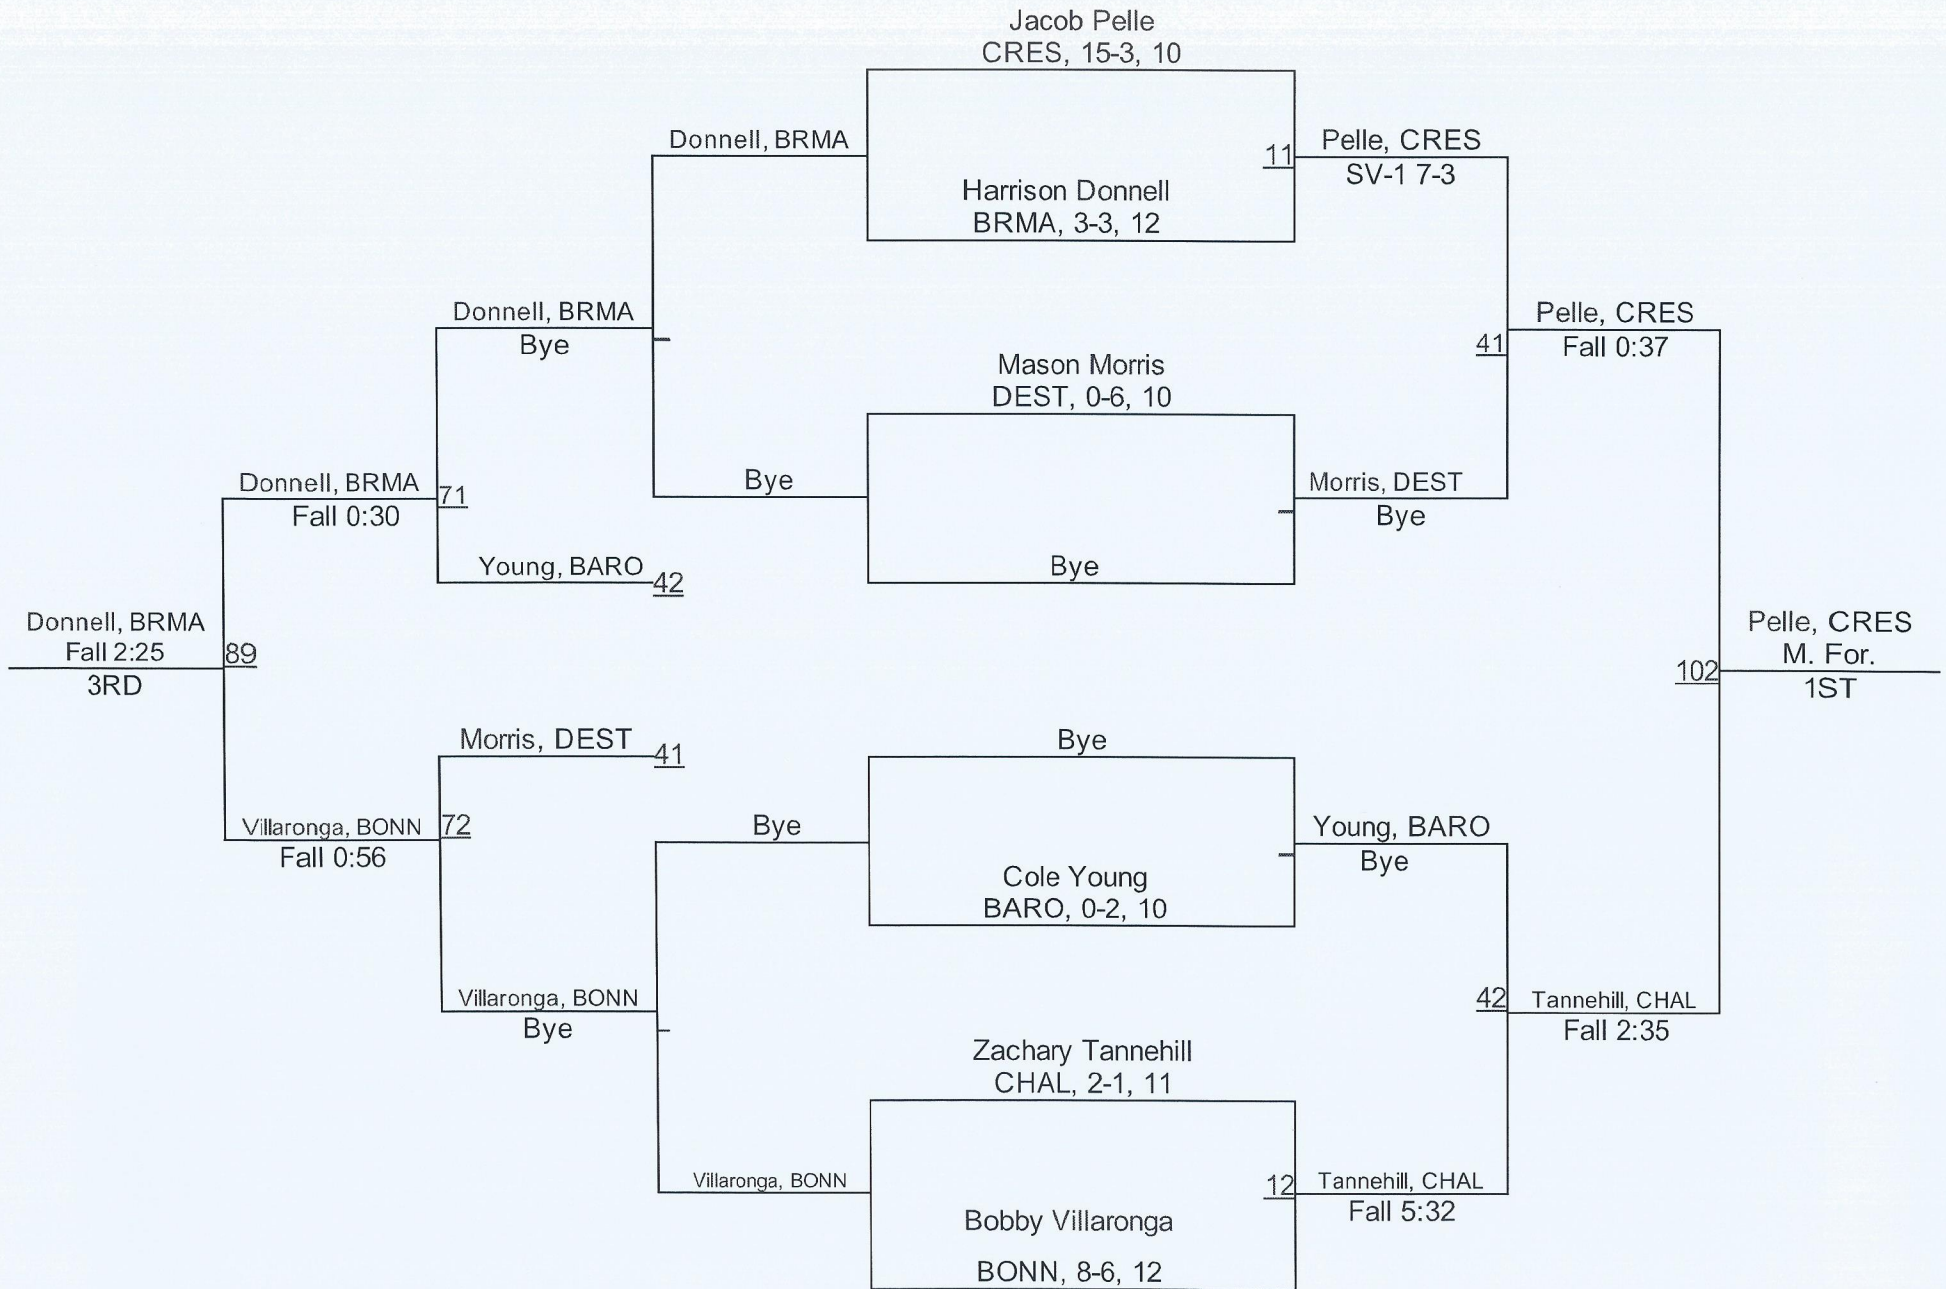 Jacob Pelle
CRES, 15-3, 10
Donnell, BRMA
11
Pelle, CRES
SV-1 7-3
Harrison Donnell
BRMA, 3-3, 12
Donnell, BRMA
Bye
Pelle, CRES
Fall 0:37
41
Mason Morris
DEST, 0-6, 10
Donnell, BRMA
Fall 0:30
71
Bye
Morris, DEST
Bye
Young, BARO
42
Bye
Donnell, BRMA
Fall 2:25
3RD
89
Pelle, CRES
M. For.
1ST
102
Morris, DEST
41
Bye
Villaronga, BONN
Fall 0:56
72
Bye
Young, BARO
Bye
Cole Young
BARO, 0-2, 10
Villaronga, BONN
Bye
42
Tannehill, CHAL
Fall 2:35
Zachary Tannehill
CHAL, 2-1, 11
Villaronga, BONN
12
Tannehill, CHAL
Fall 5:32
Bobby Villaronga
BONN, 8-6, 12